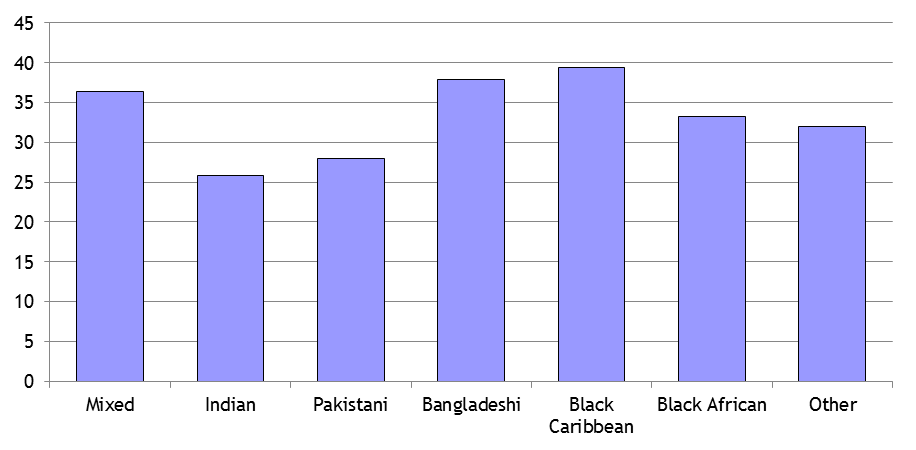 45
40
35
30
25
20
15
10
5
0
Mixed
Indian
Pakistani
Bangladeshi
Black
Caribbean
Black African
Other